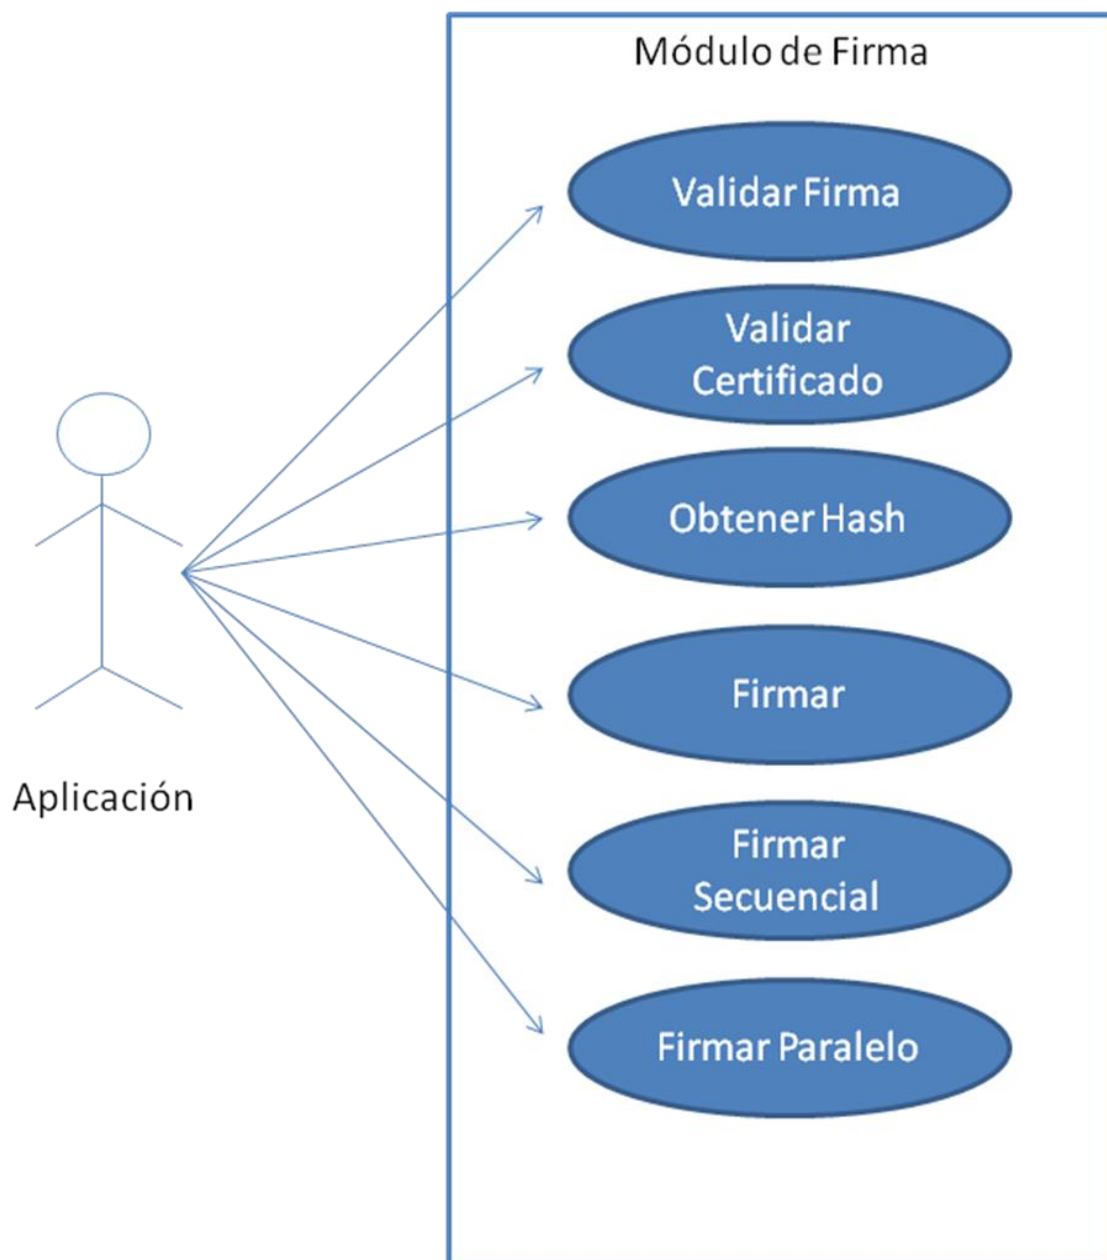 Módulo de Firma
Validar Firma
Validar
Certificado
Obtener Hash
Firmar
Aplicación
Firmar
Secuencial
Firmar Paralelo